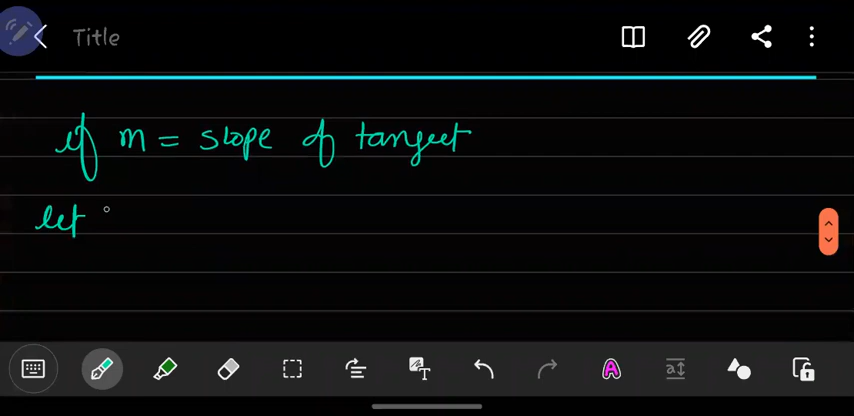 Title
if m = slope of tangent
let